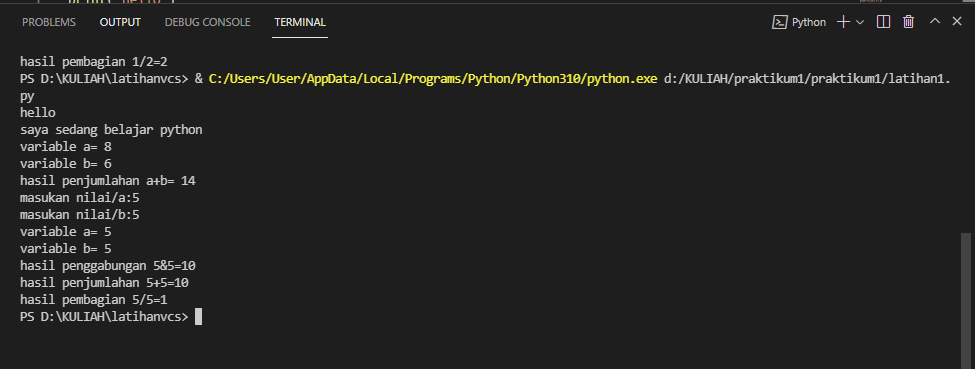 PROBLEMS OUTPUT DEBUG CONSOLE TERMINAL Python
hasil pembagian 1/2=2
PS D:\KULIAH\latihanvcs> & C:/Users/User/AppData/Local/Programs/Python/Python310/python.exe d:/KULIAH/praktikum1/praktikum1/latihan1.
py
hello
saya sedang belajar python
variable a= 8
variable b= 6
hasil penjumlahan a+b= 14
masukan nilai/a:5
masukan nilai/b:5
variable a= 5
variable b= 5
hasil penggabungan 5&5=10
hasil penjumlahan 5+5=10
hasil pembagian 5/5=1
PS D:\KULIAH\latihanvcs>